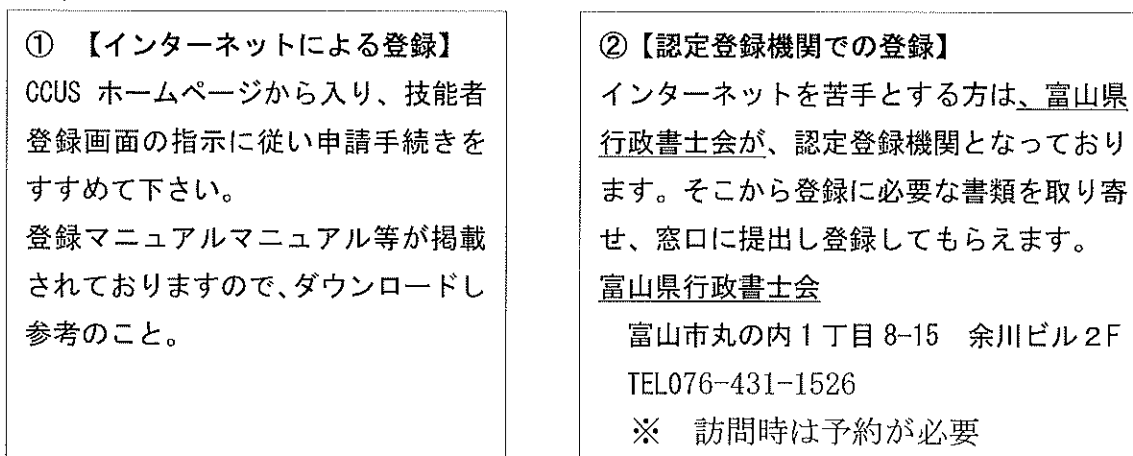 ① 【インターネットによる登録】
CCUS ホームページから入り、技能者
登録画面の指示に従い申請手続きを
すすめて下さい。
登録マニュアルマニュアル等が掲載
されておりますので、ダウンロードし
参考のこと。
②【認定登録機関での登録】
インターネットを苦手とする方は、富山県
行政書士会が、認定登録機関となっており
ます。そこから登録に必要な書類を取り寄
せ、窓口に提出し登録してもらえます。
富山県行政書士会
富山市丸の内1丁目8-15 余川ビル2F
TEL076-431-1526
※ 訪問時は予約が必要